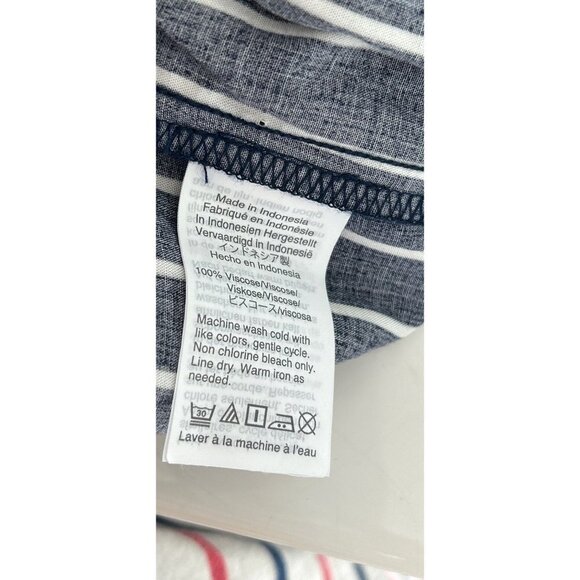 Made in Indonesia
Fabriqué en Indonésie
In Indonesien Hergestellt
Vervaardigd in Indonesië
インドネシア製
Hecho en Indonesia
100% Viscose/Viscose/
Viskose/Viscose/
ビスコース/viscosa
Machine wash cold with
like colors, gentle cycle.
Non chlorine bleach only.
Line dry. Warm iron as
needed.
30
Laver à la machine à l'eau